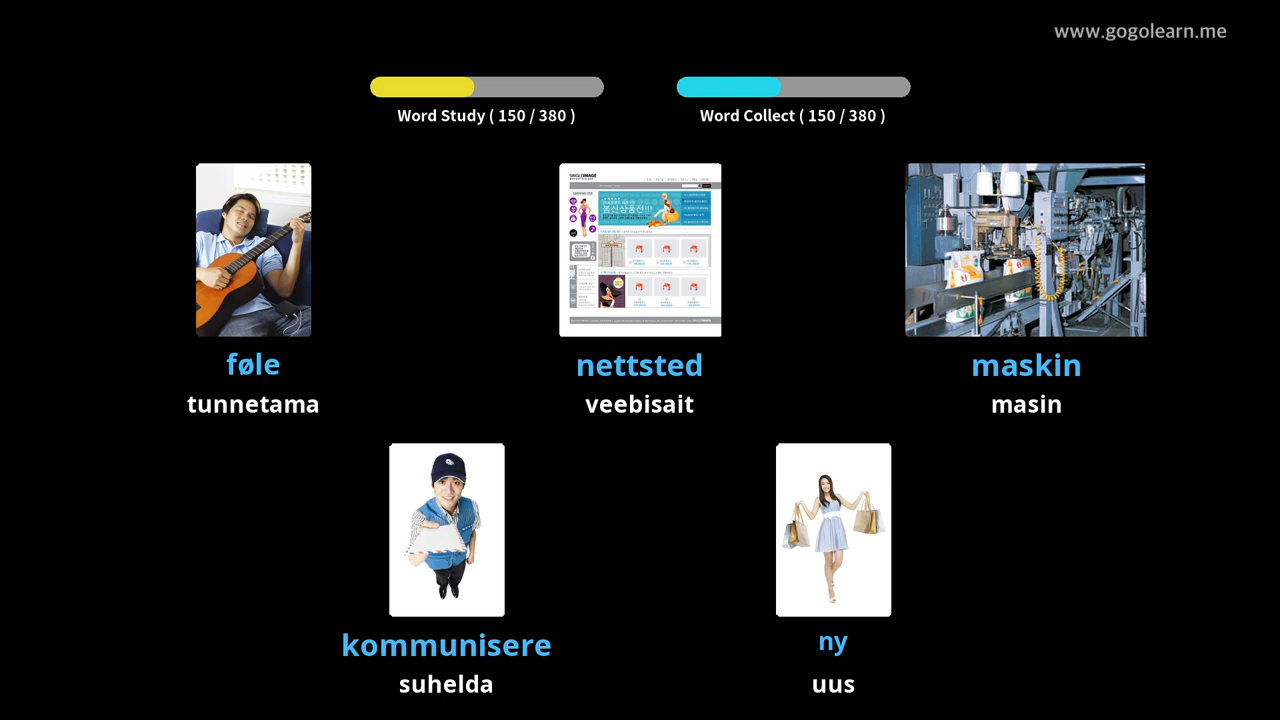 www.gogolearn.me
Word Study ( 150 / 380 )
Word Collect ( 150 / 380 )
føle
tunnetama
nettsted
veebisait
maskin
masin
kommunisere
suhelda
ny
uus